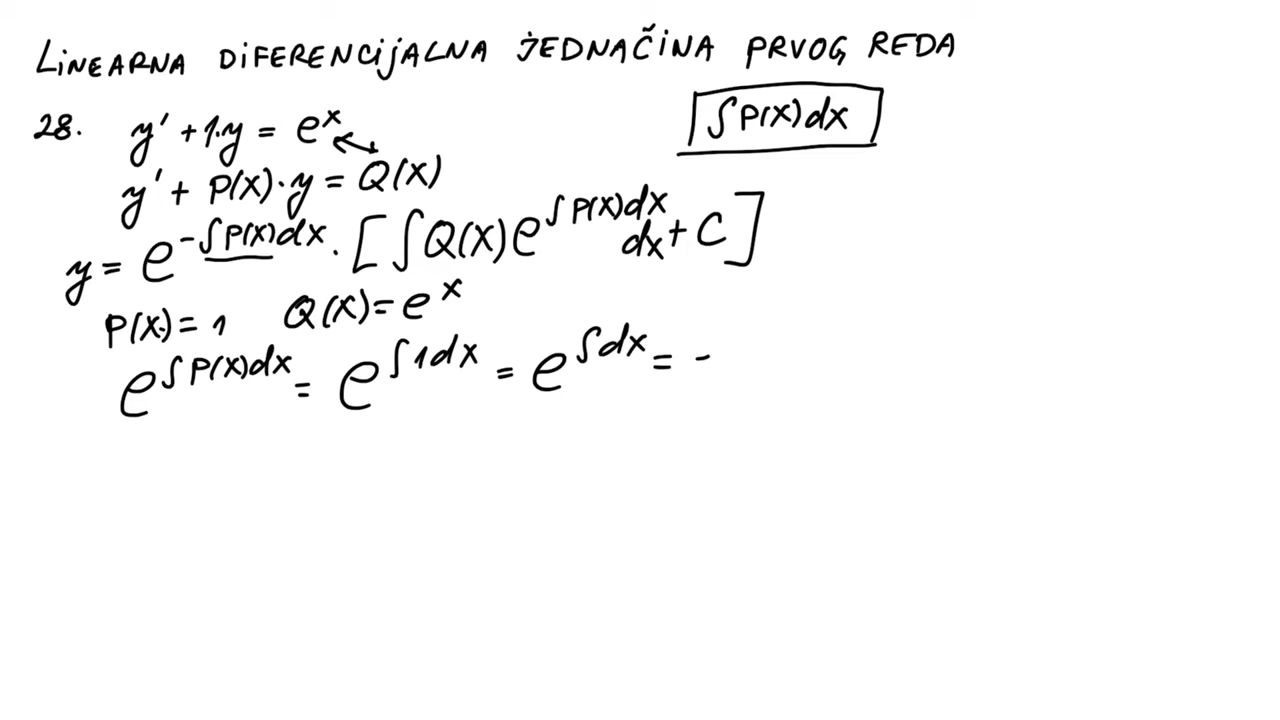 LINEARNA DIFERENCIJALNA JEDNAČINA PRVOG REDA
28. y' + 1·y = e^x
∫P(x)dx
y' + P(x)·y = Q(x)
y = e^{-∫P(x)dx} · [∫Q(x)e^{∫P(x)dx} dx + C]
P(x) = 1 Q(x) = e^x
e^{∫P(x)dx} = e^{∫1dx} = e^{∫dx} = -